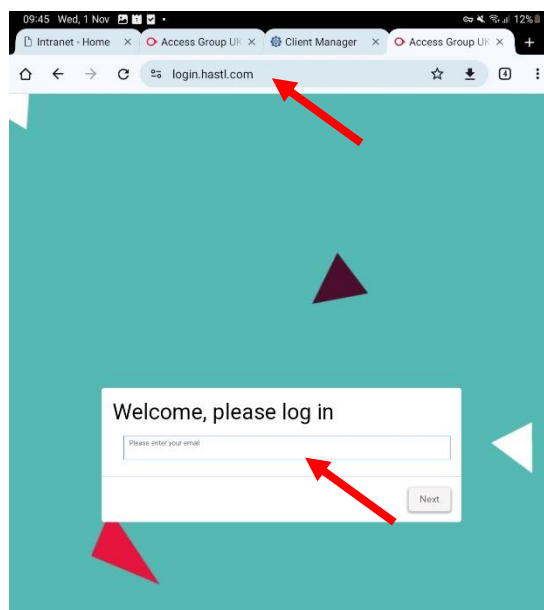 09:45 Wed, 1 Nov 12%
Intranet - Home Access Group UK Client Manager Access Group UK
login.hastl.com 4
Welcome, please log in
Please enter your email
Next